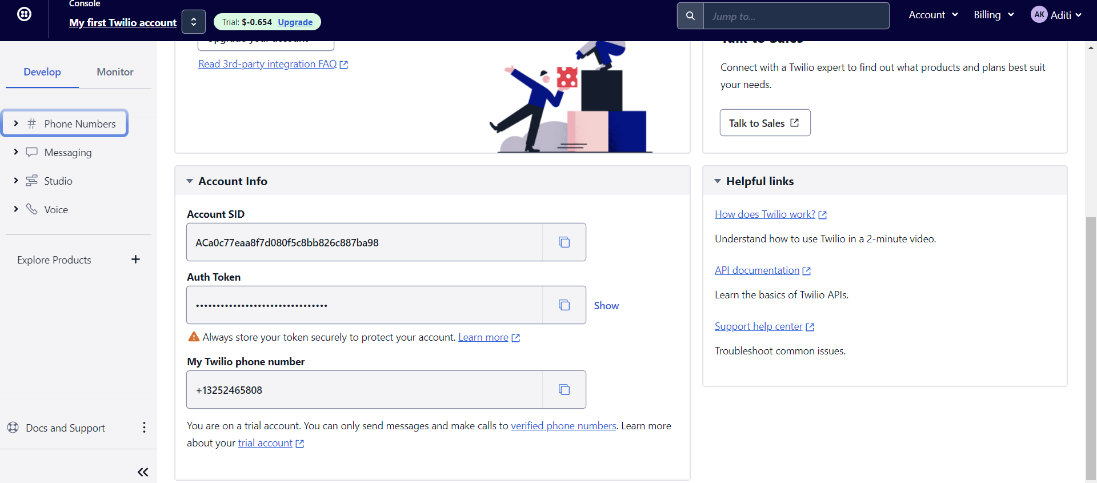 Console
My first Twilio account
Trial: $-0.654 Upgrade
Jump to...
Account
Billing
AK Aditi
Develop
Monitor
# Phone Numbers
Messaging
Studio
Voice
Explore Products +
Docs and Support
Upgrade your account
Read 3rd-party integration FAQ
Talk to Sales
Connect with a Twilio expert to find out what products and plans best suit
your needs.
Talk to Sales
Account Info
Account SID
ACa0c77eaa8f7d080f5c8bb826c887ba98
Auth Token
••••••••••••••••••••••••••••••••
Show
Always store your token securely to protect your account. Learn more
My Twilio phone number
+13252465808
You are on a trial account. You can only send messages and make calls to verified phone numbers. Learn more
about your trial account
Helpful links
How does Twilio work?
Understand how to use Twilio in a 2-minute video.
API documentation
Learn the basics of Twilio APIs.
Support help center
Troubleshoot common issues.